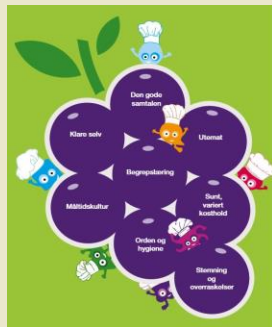 Den gode
samtalen
Klare selv
Utemat
Begrepslæring
Måltidskultur
Sunt,
variert
kosthold
Orden og
hygiene
Stemning
og
overraskelser